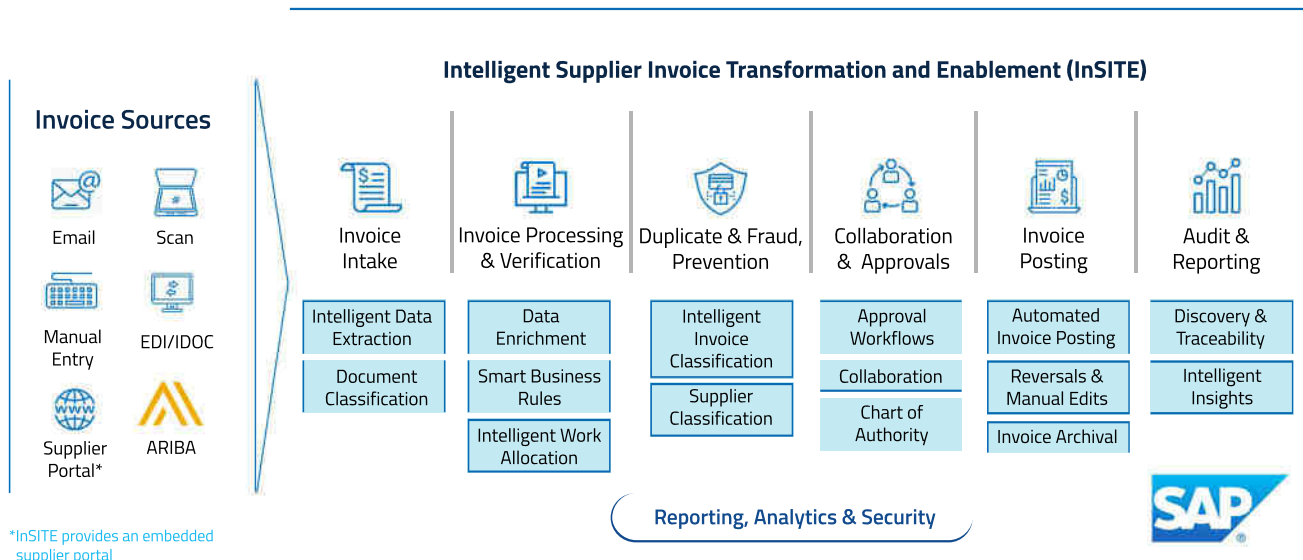 Intelligent Supplier Invoice Transformation and Enablement (InSITE)
Invoice Sources
@
Email
#
Scan
Manual
Entry
EDI/IDOC
WWW
Supplier
Portal*
ARIBA
*InSITE provides an embedded
supplier portal
$
Invoice
Intake
Intelligent Data
Extraction
Document
Classification
Invoice Processing
& Verification
Data
Enrichment
Smart Business
Rules
Intelligent Work
Allocation
Duplicate & Fraud,
Prevention
Intelligent
Invoice
Classification
Supplier
Classification
Collaboration
& Approvals
Approval
Workflows
Collaboration
Chart of
Authority
$
Invoice
Posting
Automated
Invoice Posting
Reversals &
Manual Edits
Invoice Archival
Audit &
Reporting
Discovery &
Traceability
Intelligent
Insights
Reporting, Analytics & Security
SAP®